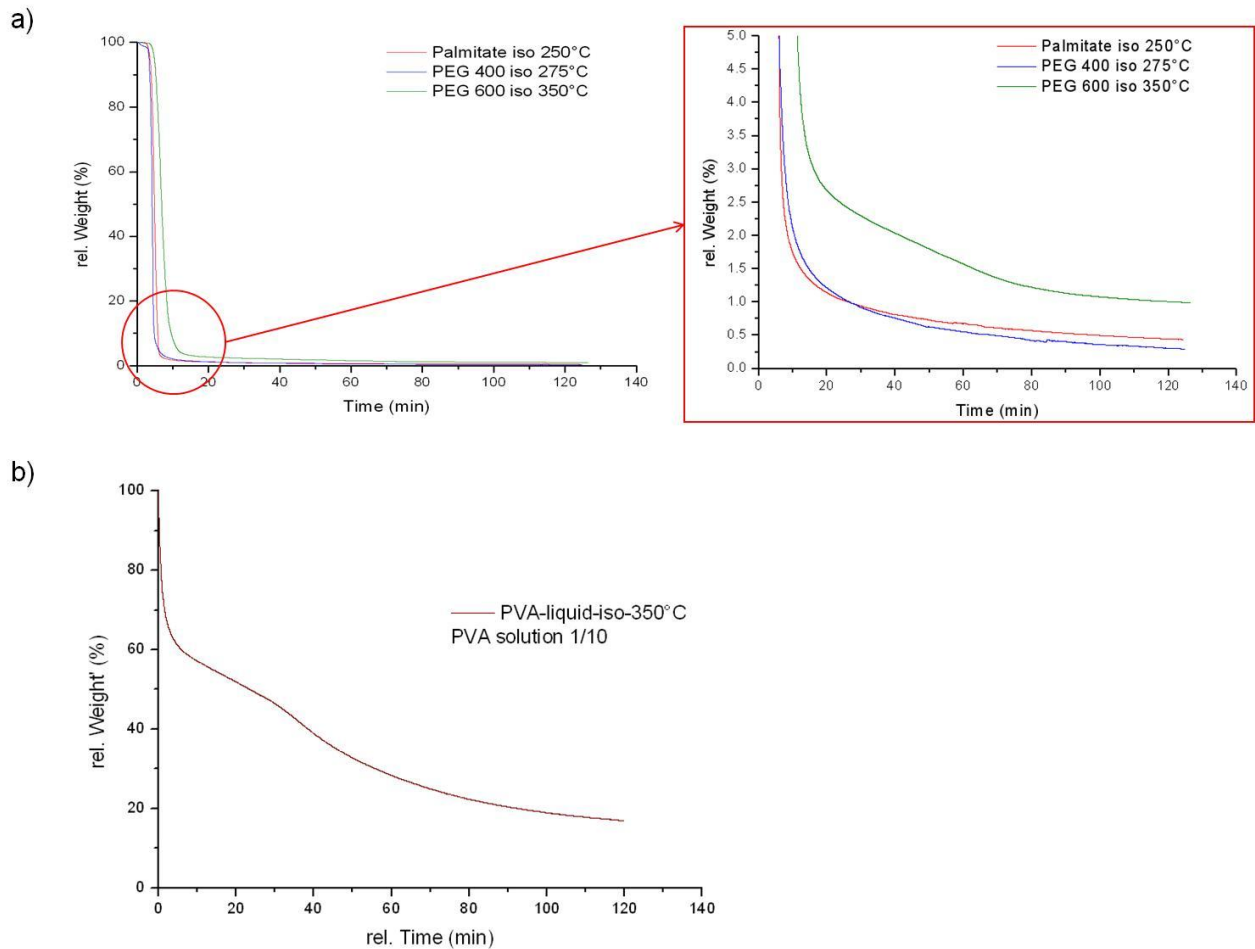 a)
rel. Weight (%)
100
80
60
40
20
0
Palmitate iso 250°C
PEG 400 iso 275°C
PEG 600 iso 350°C
0 20 40 60 80 100 120 140
Time (min)
rel. Weight (%)
5.0
4.5
4.0
3.5
3.0
2.5
2.0
1.5
1.0
0.5
0.0
Palmitate iso 250°C
PEG 400 iso 275°C
PEG 600 iso 350°C
0 20 40 60 80 100 120 140
Time (min)
b)
rel. Weight' (%)
100
80
60
40
20
0
PVA-liquid-iso-350°C
PVA solution 1/10
0 20 40 60 80 100 120 140
rel. Time (min)